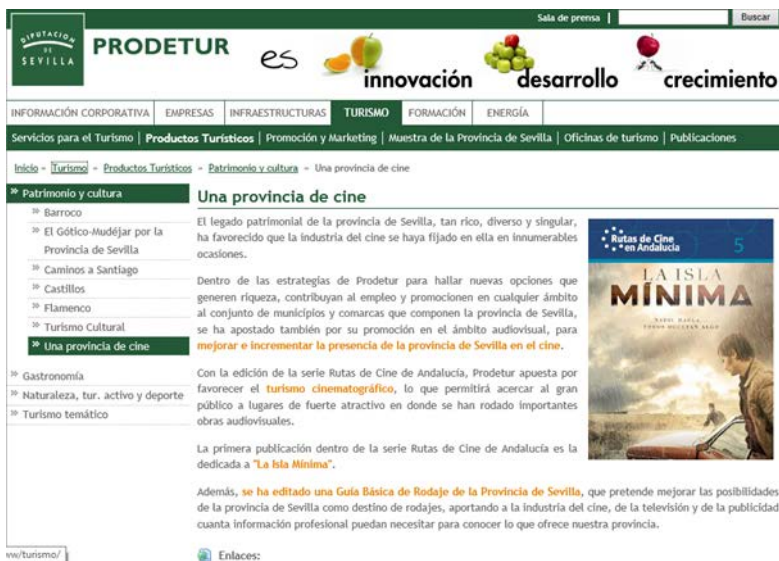 Sala de prensa |
Buscar
DIPUTACION
DE
SEVILLA
PRODETUR
es
innovación
desarrollo
crecimiento
INFORMACIÓN CORPORATIVA
EMPRESAS
INFRAESTRUCTURAS
TURISMO
FORMACIÓN
ENERGÍA
Servicios para el Turismo | Productos Turísticos | Promoción y Marketing | Muestra de la Provincia de Sevilla | Oficinas de turismo | Publicaciones
Inicio - Turismo - Productos Turísticos - Patrimonio y cultura - Una provincia de cine
» Patrimonio y cultura
» Barroco
» El Gótico-Mudéjar por la
Provincia de Sevilla
» Caminos a Santiago
» Castillos
» Flamenco
» Turismo Cultural
» Una provincia de cine
» Gastronomía
» Naturaleza, tur. activo y deporte
» Turismo temático
Una provincia de cine
El legado patrimonial de la provincia de Sevilla, tan rico, diverso y singular,
ha favorecido que la industria del cine se haya fijado en ella en innumerables
ocasiones.
Dentro de las estrategias de Prodetur para hallar nuevas opciones que
generen riqueza, contribuyan al empleo y promocionen en cualquier ámbito
al conjunto de municipios y comarcas que componen la provincia de Sevilla,
se ha apostado también por su promoción en el ámbito audiovisual, para
mejorar e incrementar la presencia de la provincia de Sevilla en el cine.
Con la edición de la serie Rutas de Cine de Andalucía, Prodetur apuesta por
favorecer el turismo cinematográfico, lo que permitirá acercar al gran
público a lugares de fuerte atractivo en donde se han rodado importantes
obras audiovisuales.
La primera publicación dentro de la serie Rutas de Cine de Andalucía es la
dedicada a "La Isla Mínima".
Además, se ha editado una Guía Básica de Rodaje de la Provincia de Sevilla, que pretende mejorar las posibilidades
de la provincia de Sevilla como destino de rodajes, aportando a la industria del cine, de la televisión y de la publicidad
cuanta información profesional puedan necesitar para conocer lo que ofrece nuestra provincia.
Enlaces:
Rutas de Cine
en Andalucía
5
LA ISLA
MÍNIMA
NADIE HABLA,
TODOS OCULTAN ALGO
ww/turismo/